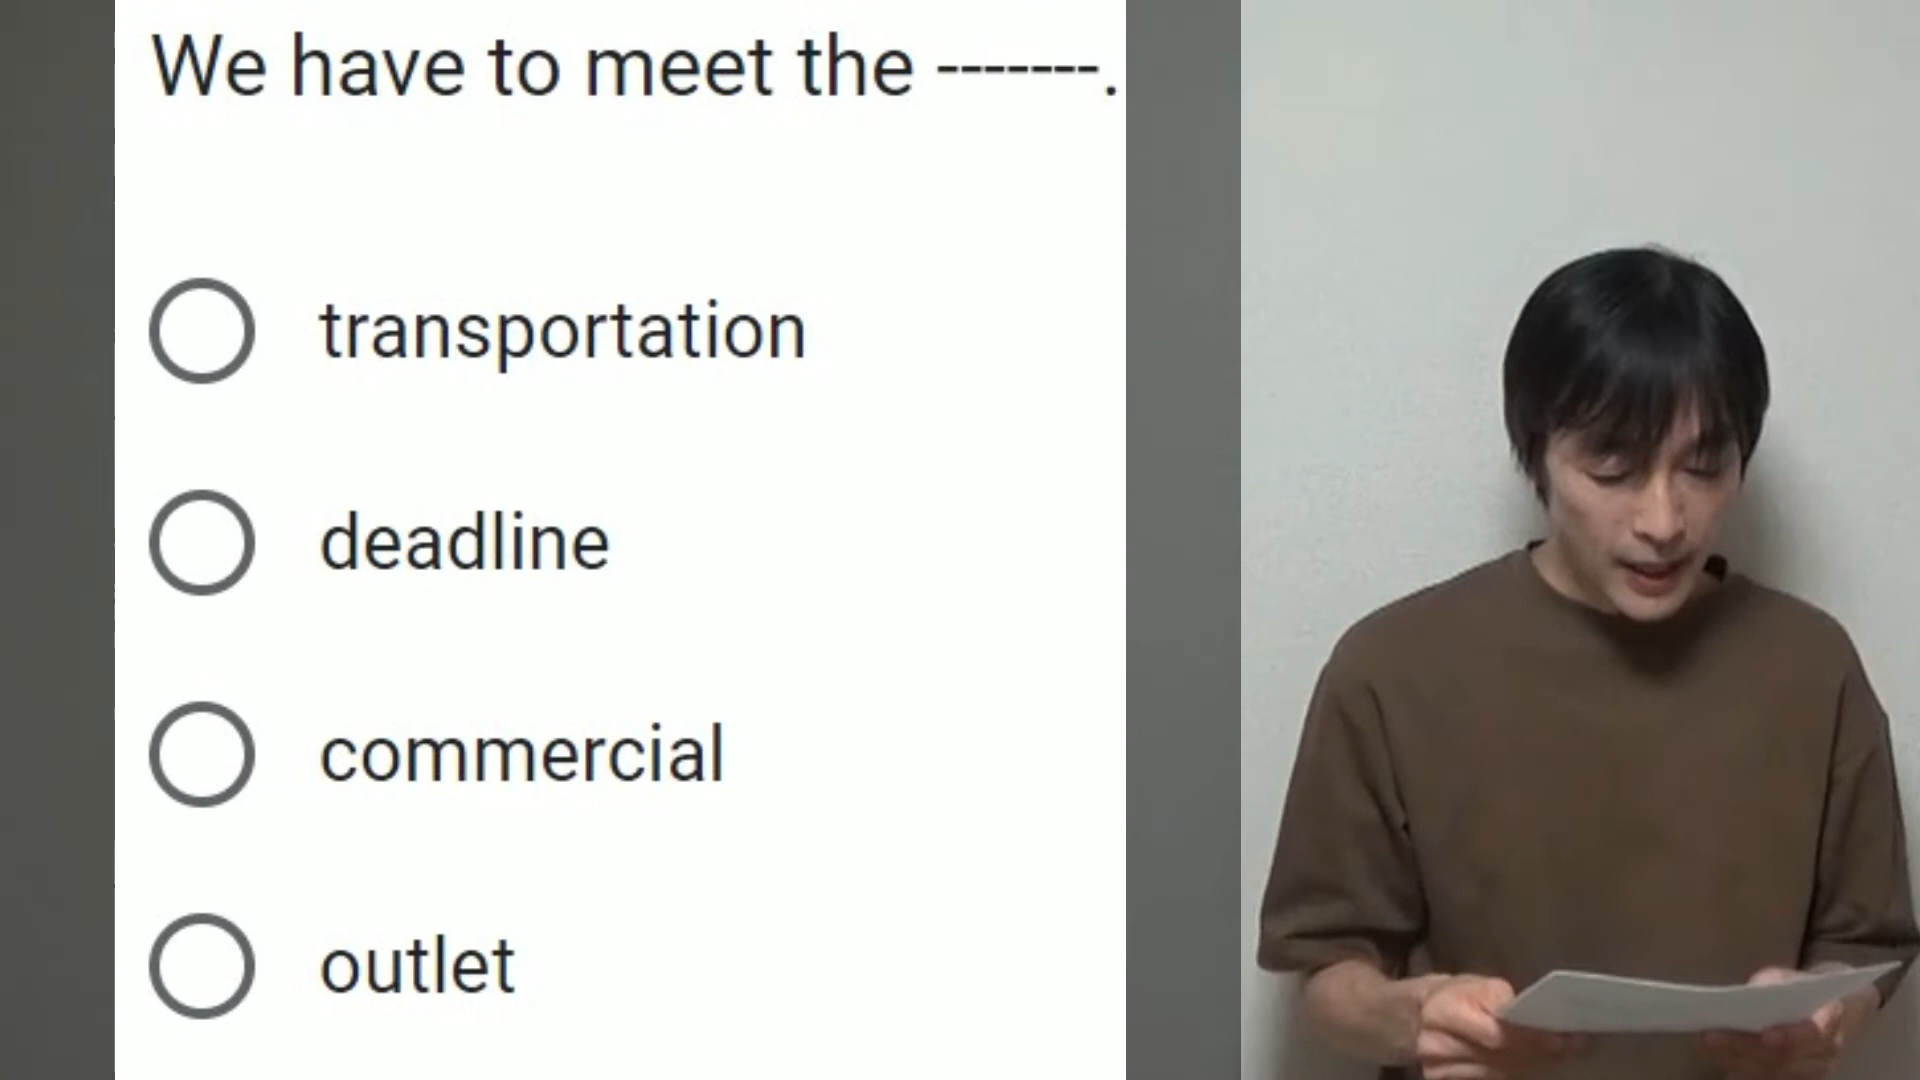 We have to meet the -------.
transportation
deadline
commercial
outlet